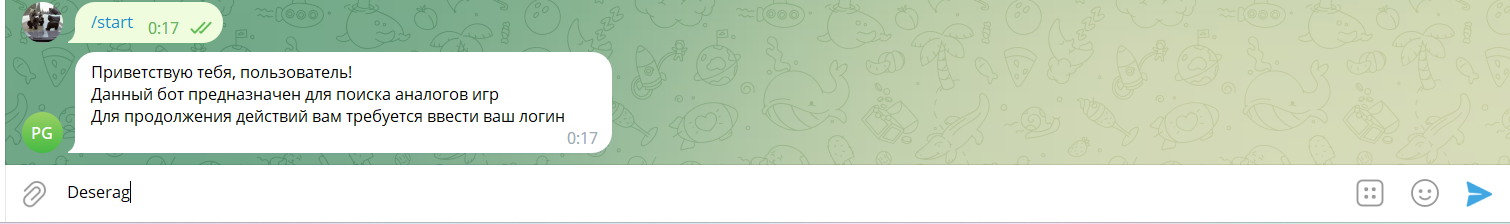 /start 0:17
Приветствую тебя, пользователь!
Данный бот предназначен для поиска аналогов игр
Для продолжения действий вам требуется ввести ваш логин
PG
0:17
Deserag